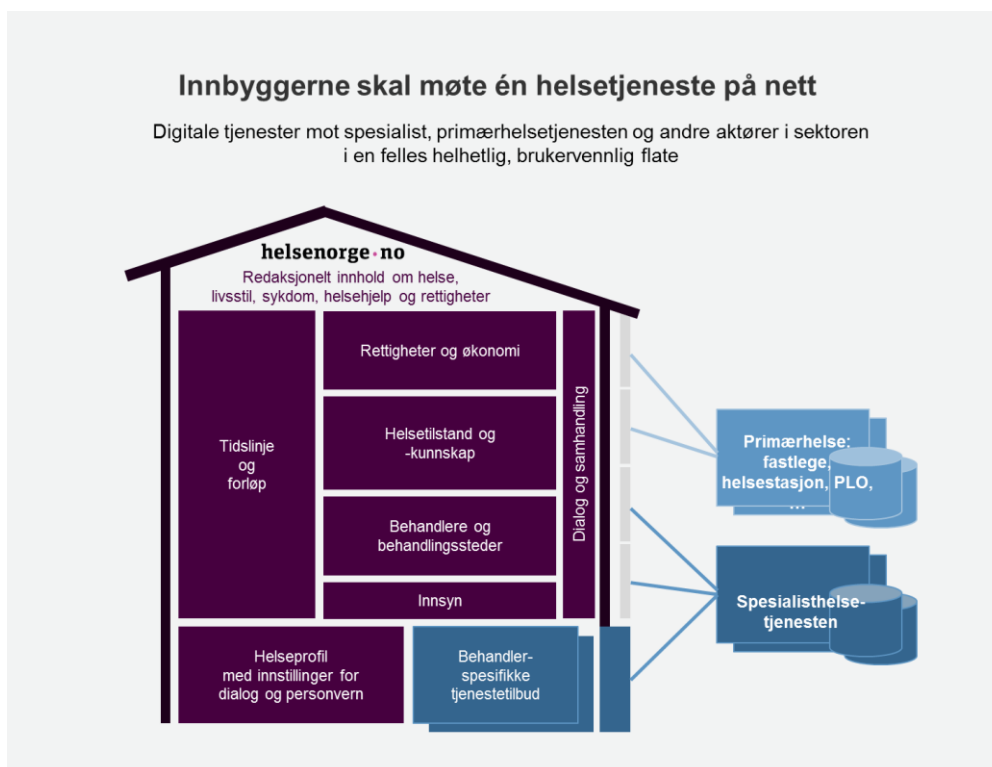 Innbyggerne skal møte én helsetjeneste på nett
Digitale tjenester mot spesialist, primærhelsetjenesten og andre aktører i sektoren
i en felles helhetlig, brukervennlig flate
helsenorge.no
Redaksjonelt innhold om helse,
livsstil, sykdom, helsehjelp og rettigheter
Tidslinje
og
forløp
Rettigheter og økonomi
Helsetilstand og
-kunnskap
Behandlere og
behandlingssteder
Innsyn
Dialog og samhandling
Helseprofil
med innstillinger for
dialog og personvern
Behandler-
spesifikke
tjenestetilbud
Primærhelse:
fastlege,
helsestasjon, PLO,
...
Spesialisthelse-
tjenesten